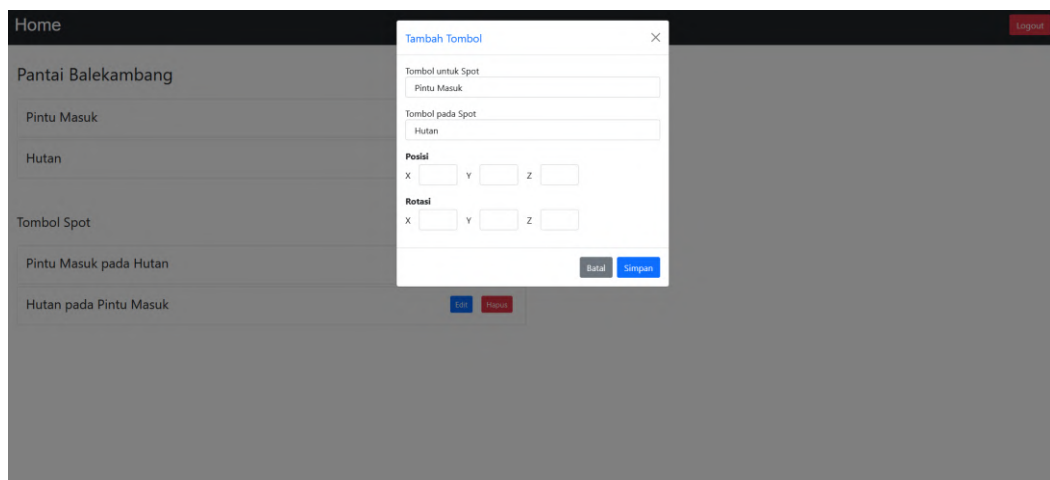 Home
Logout
Pantai Balekambang
Pintu Masuk
Hutan
Tombol Spot
Pintu Masuk pada Hutan
Hutan pada Pintu Masuk
Edit Hapus
Tambah Tombol
Tombol untuk Spot
Pintu Masuk
Tombol pada Spot
Hutan
Posisi
X Y Z
Rotasi
X Y Z
Batal Simpan